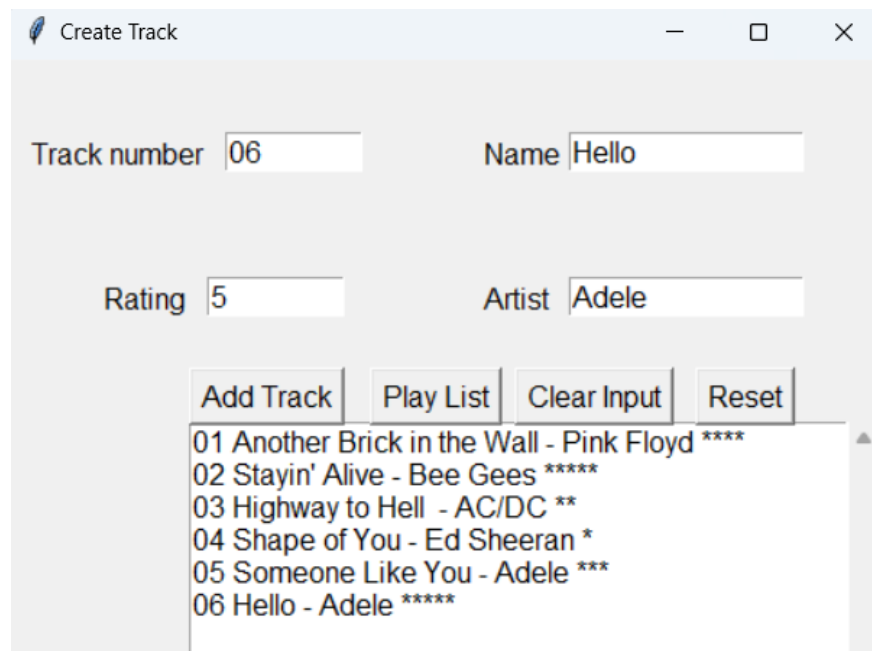 Create Track
Track number 06 Name Hello
Rating 5 Artist Adele
Add Track Play List Clear Input Reset
01 Another Brick in the Wall - Pink Floyd ****
02 Stayin' Alive - Bee Gees *****
03 Highway to Hell  - AC/DC **
04 Shape of You - Ed Sheeran *
05 Someone Like You - Adele ***
06 Hello - Adele *****